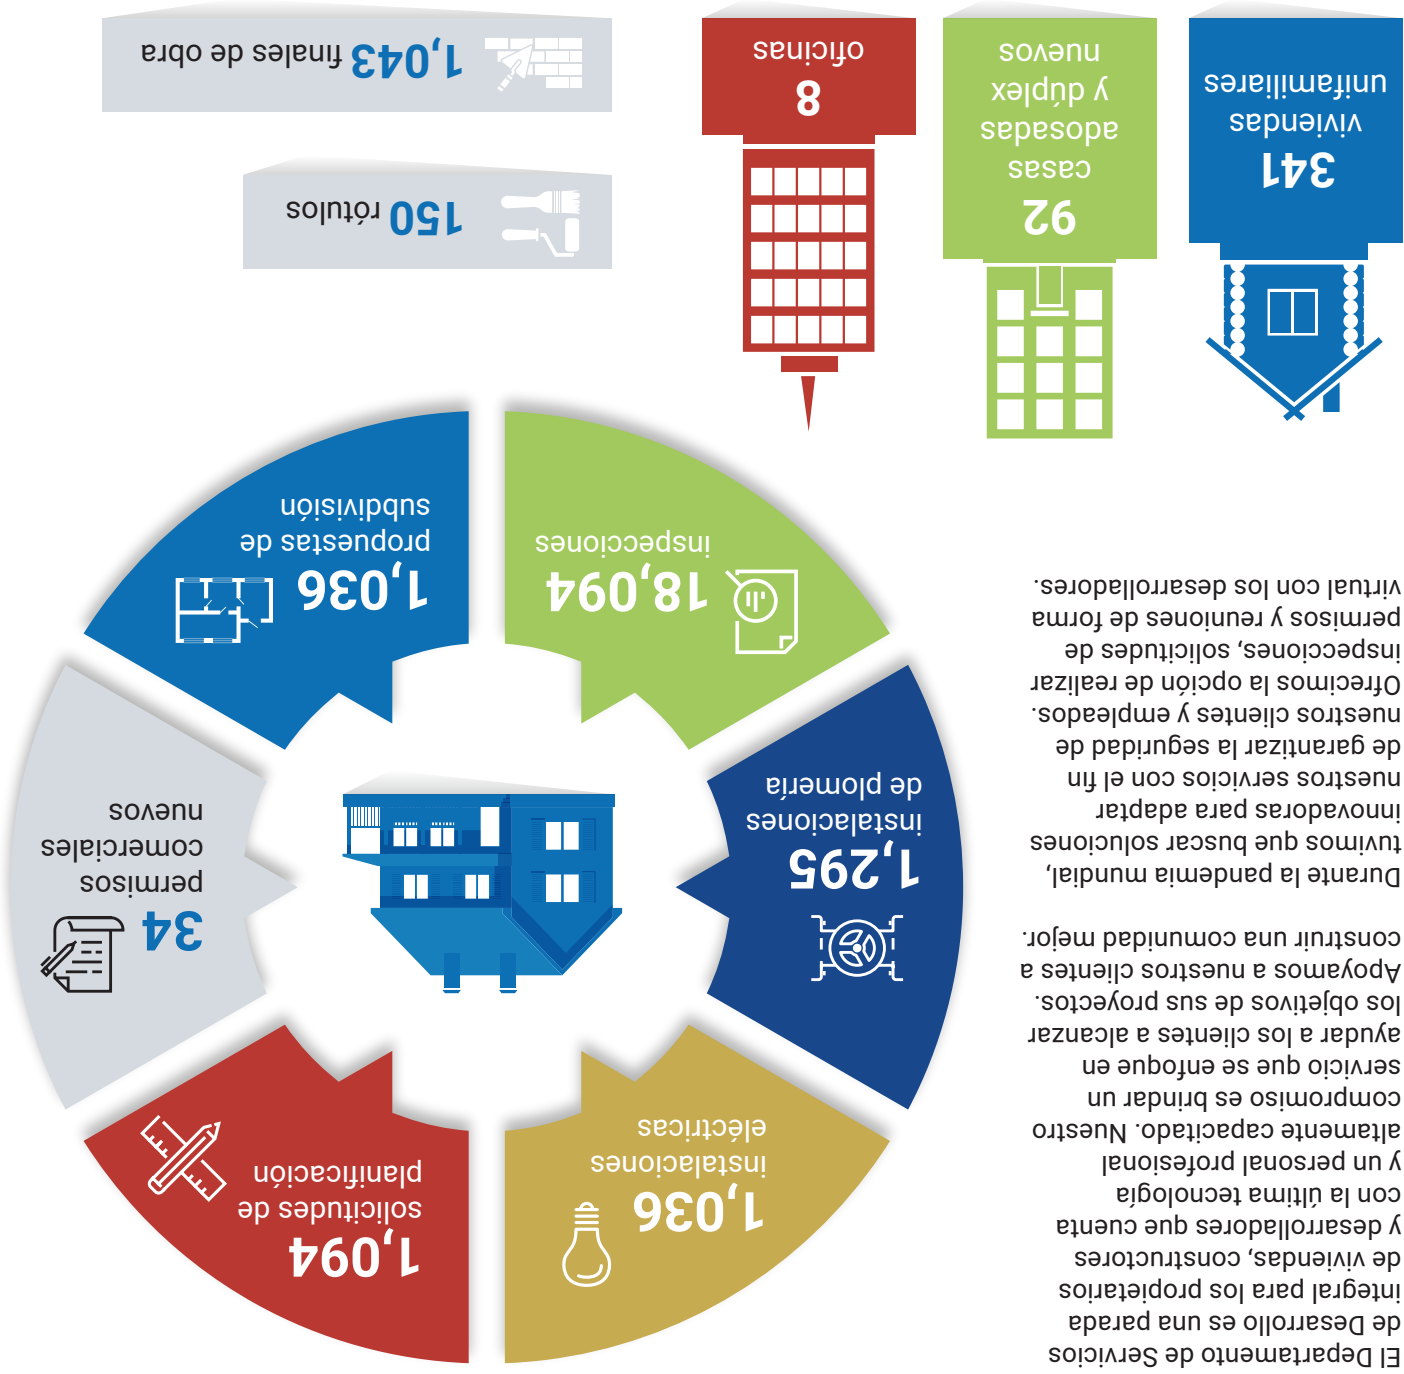 El Departamento de Servicios
de Desarrollo es una parada
integral para los propietarios
de viviendas, constructores
y desarrolladores que cuenta
con la última tecnología
y un personal profesional
altamente capacitado. Nuestro
compromiso es brindar un
servicio que se enfoque en
ayudar a los clientes a alcanzar
los objetivos de sus proyectos.
Apoyamos a nuestros clientes a
construir una comunidad mejor.
Durante la pandemia mundial,
tuvimos que buscar soluciones
innovadoras para adaptar
nuestros servicios con el fin
de garantizar la seguridad de
nuestros clientes y empleados.
Ofrecimos la opción de realizar
inspecciones, solicitudes de
permisos y reuniones de forma
virtual con los desarrolladores.
1,036
instalaciones
eléctricas
1,094
solicitudes de
planificación
1,295
instalaciones
de plomería
34
permisos
comerciales
nuevos
18,094
inspecciones
1,036
propuestas de
subdivisión
341
viviendas
unifamiliares
92
casas
adosadas
y dúplex
nuevos
8
oficinas
150 rótulos
1,043 finales de obra